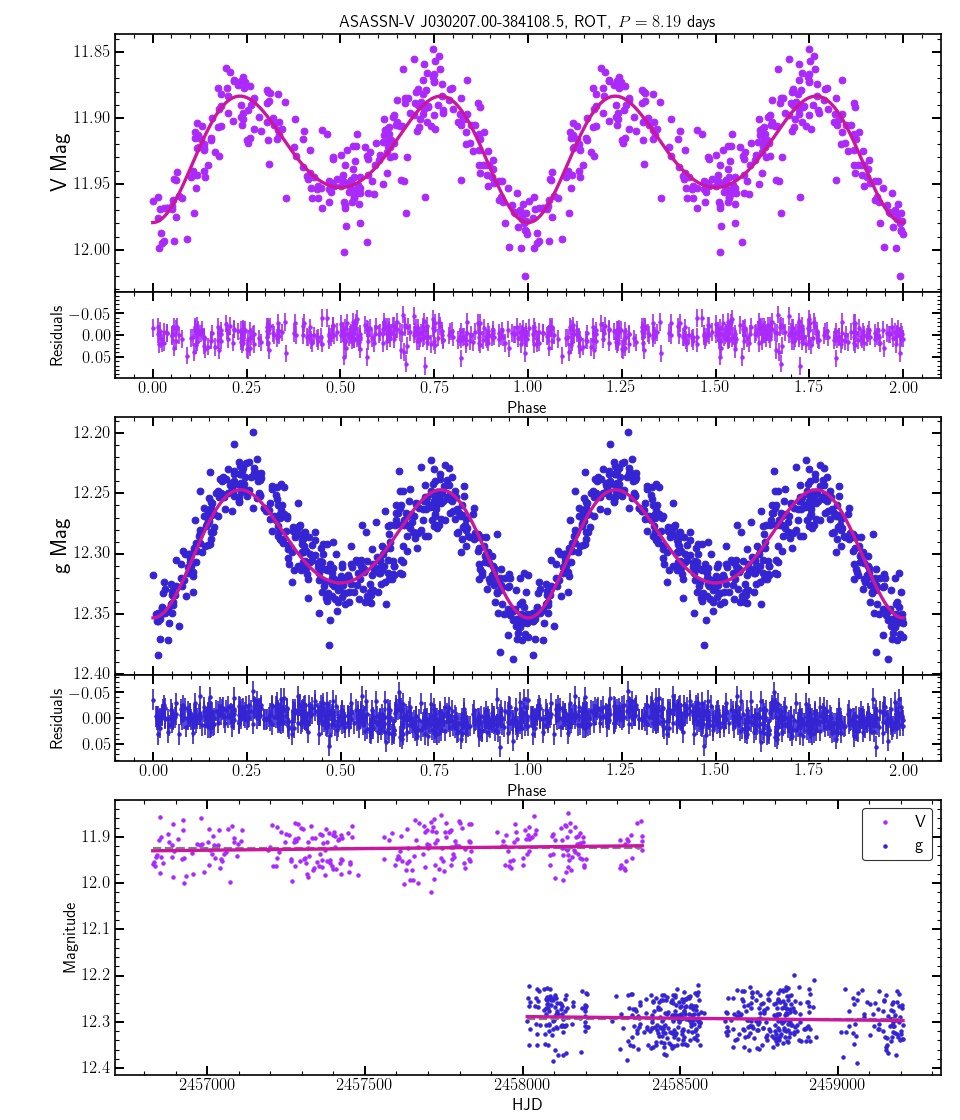 ASASSN-V J030207.00-384108.5, ROT, P = 8.19 days
V Mag
11.85
11.90
11.95
12.00
Residuals
−0.05
0.00
0.05
0.00 0.25 0.50 0.75 1.00 1.25 1.50 1.75 2.00
Phase
g Mag
12.20
12.25
12.30
12.35
12.40
Residuals
−0.05
0.00
0.05
0.00 0.25 0.50 0.75 1.00 1.25 1.50 1.75 2.00
Phase
Magnitude
11.9
12.0
12.1
12.2
12.3
12.4
V
g
2457000 2457500 2458000 2458500 2459000
HJD